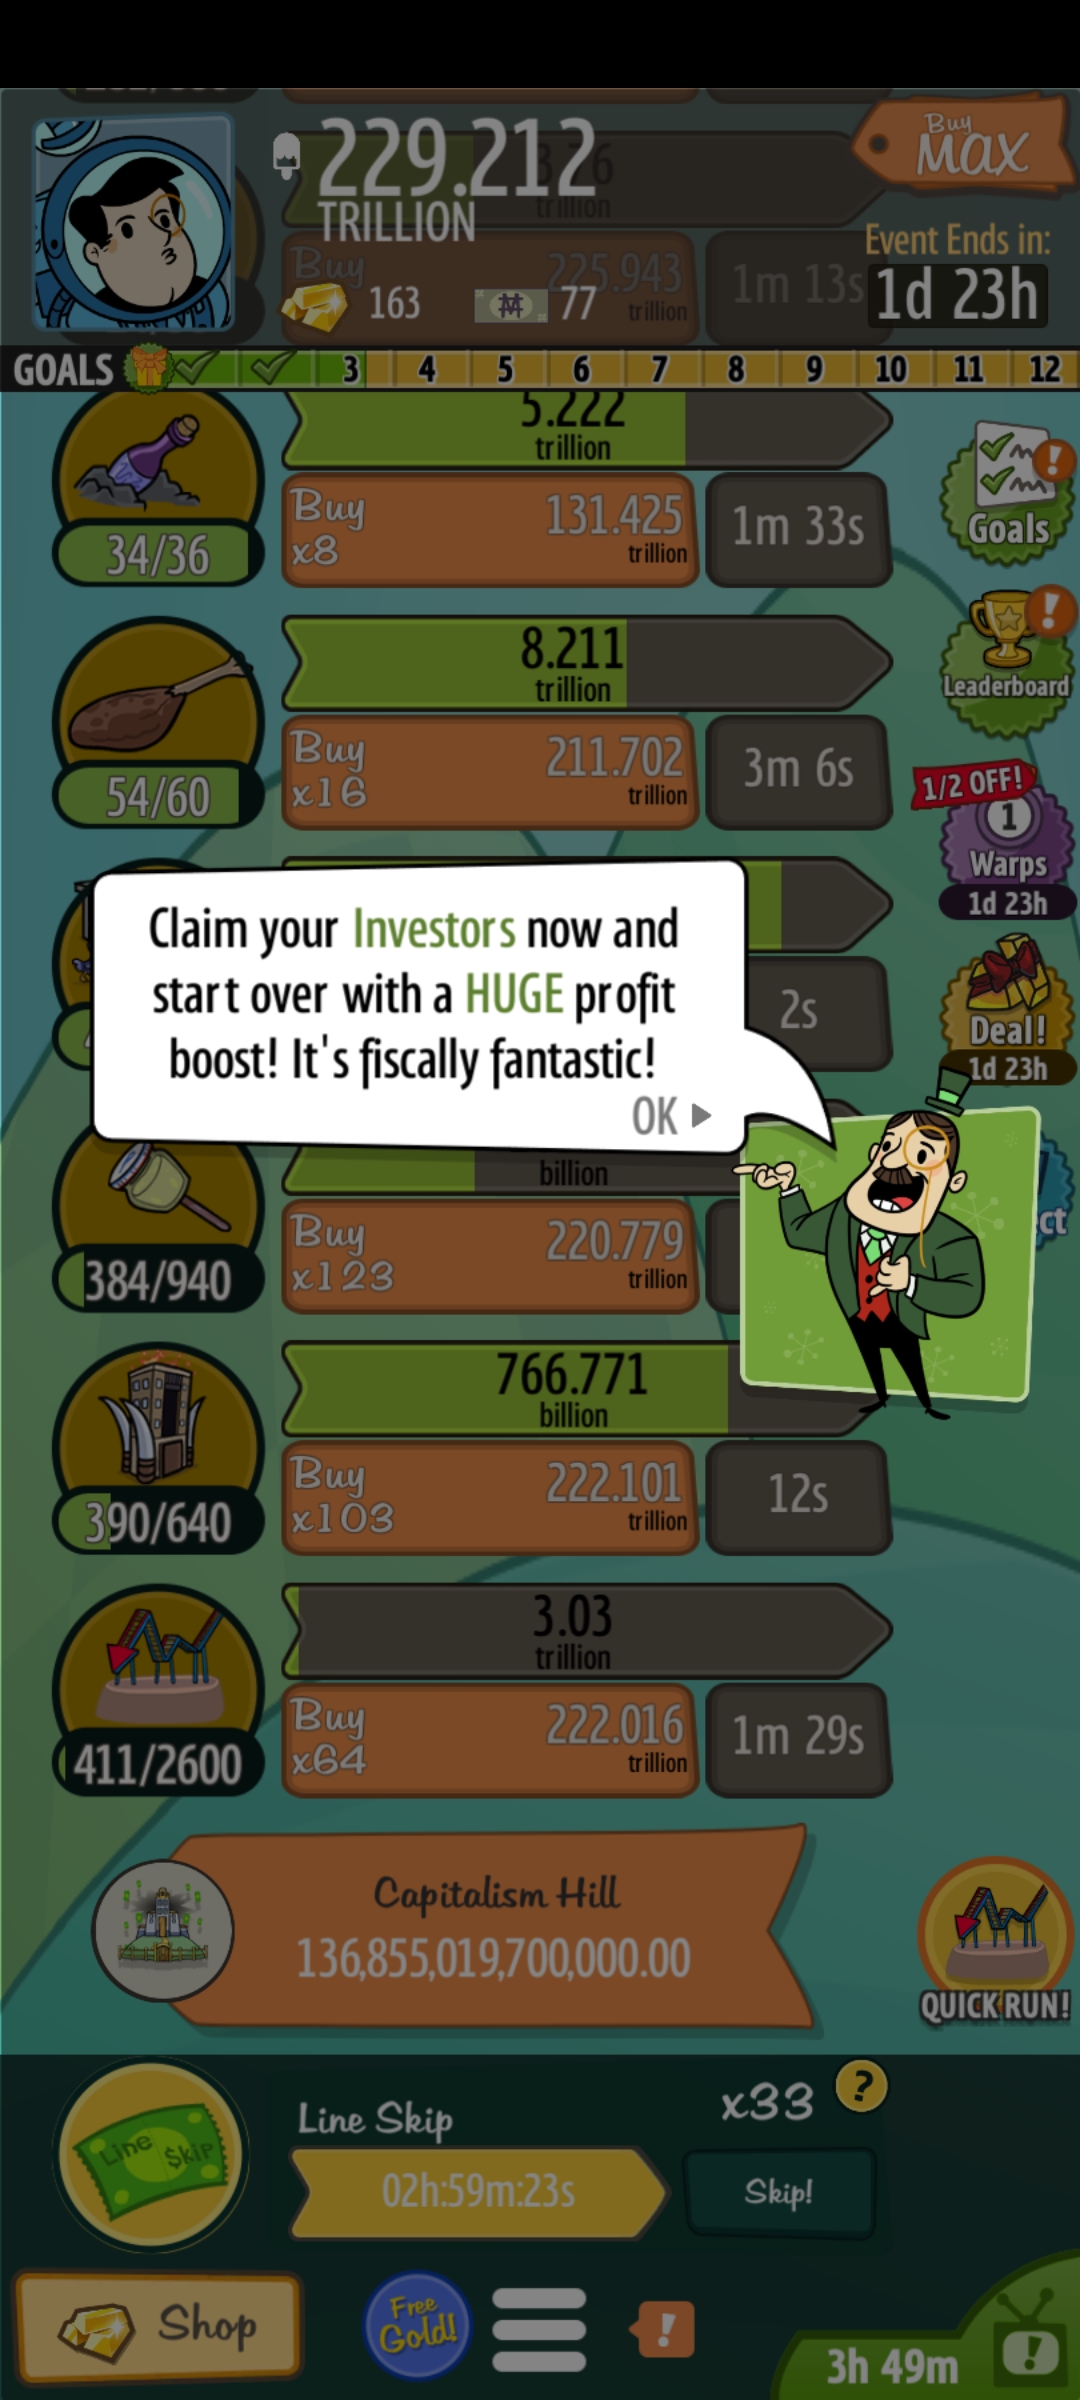 229.212
TRILLION
Buy
MAX
3.76
trillion
Event Ends in:
1d 23h
Buy
225.943
trillion
1m 13s
163
77
GOALS
3
4
5
6
7
8
9
10
11
12
5.222
trillion
Buy
x8
131.425
trillion
1m 33s
34/36
Goals
8.211
trillion
Leaderboard
Buy
x16
211.702
trillion
3m 6s
54/60
1/2 OFF!
1
Warps
1d 23h
Claim your Investors now and
start over with a HUGE profit
boost! It's fiscally fantastic!
OK
2s
Deal!
1d 23h
billion
Buy
x123
220.779
trillion
384/940
ct
766.771
billion
Buy
x103
222.101
trillion
12s
390/640
3.03
trillion
Buy
x64
222.016
trillion
1m 29s
411/2600
Capitalism Hill
136,855,019,700,000.00
QUICK RUN!
Line Skip
x33
?
Line $kip
02h:59m:23s
Skip!
Shop
Free
Gold!
!
3h 49m